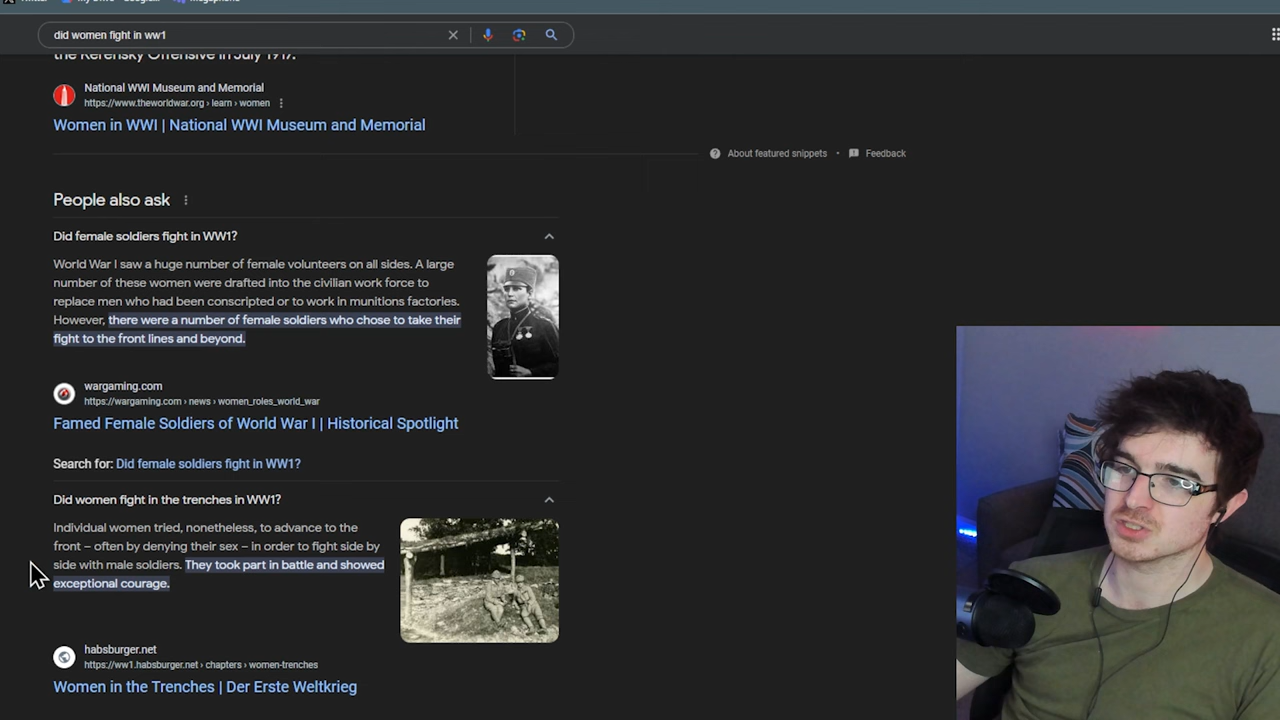 did women fight in ww1
the Kerensky Offensive in July 1917.
National WWI Museum and Memorial
https://www.theworldwar.org › learn › women
Women in WWI | National WWI Museum and Memorial
About featured snippets • Feedback
People also ask
Did female soldiers fight in WW1?
World War I saw a huge number of female volunteers on all sides. A large
number of these women were drafted into the civilian work force to
replace men who had been conscripted or to work in munitions factories.
However, there were a number of female soldiers who chose to take their
fight to the front lines and beyond.
wargaming.com
https://wargaming.com › news › women_roles_world_war
Famed Female Soldiers of World War I | Historical Spotlight
Search for: Did female soldiers fight in WW1?
Did women fight in the trenches in WW1?
Individual women tried, nonetheless, to advance to the
front – often by denying their sex – in order to fight side by
side with male soldiers. They took part in battle and showed
exceptional courage.
habsburger.net
https://ww1.habsburger.net › chapters › women-trenches
Women in the Trenches | Der Erste Weltkrieg